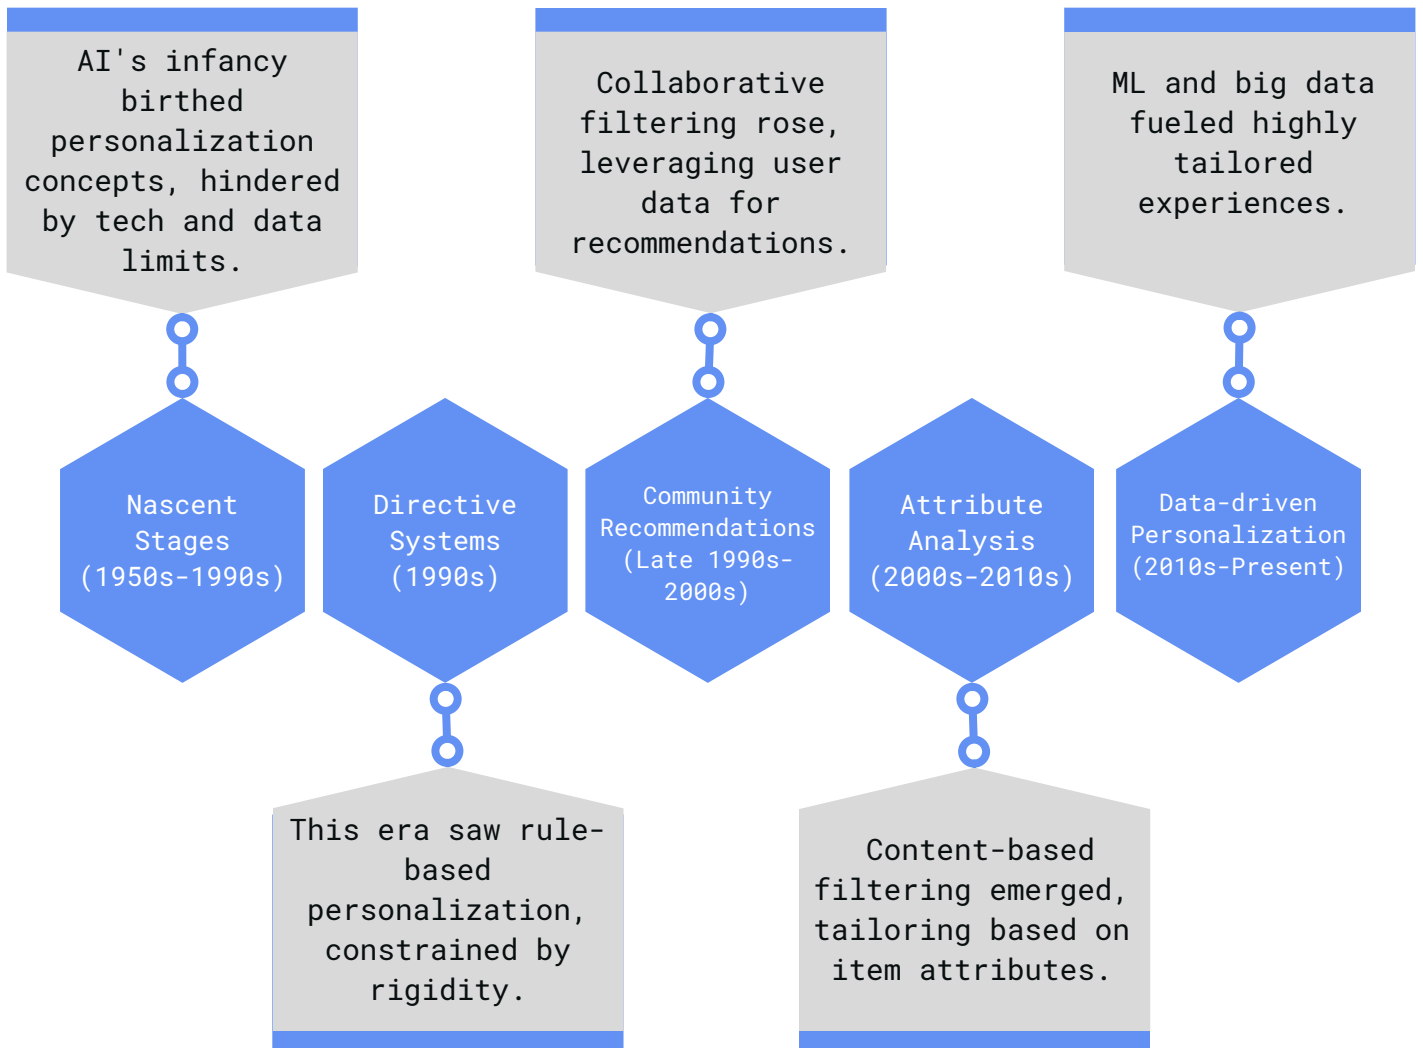 AI's infancy
birthed
personalization
concepts, hindered
by tech and data
limits.
Collaborative
filtering rose,
leveraging user
data for
recommendations.
ML and big data
fueled highly
tailored
experiences.
Nascent
Stages
(1950s-1990s)
Directive
Systems
(1990s)
Community
Recommendations
(Late 1990s-
2000s)
Attribute
Analysis
(2000s-2010s)
Data-driven
Personalization
(2010s-Present)
This era saw rule-
based
personalization,
constrained by
rigidity.
Content-based
filtering emerged,
tailoring based on
item attributes.